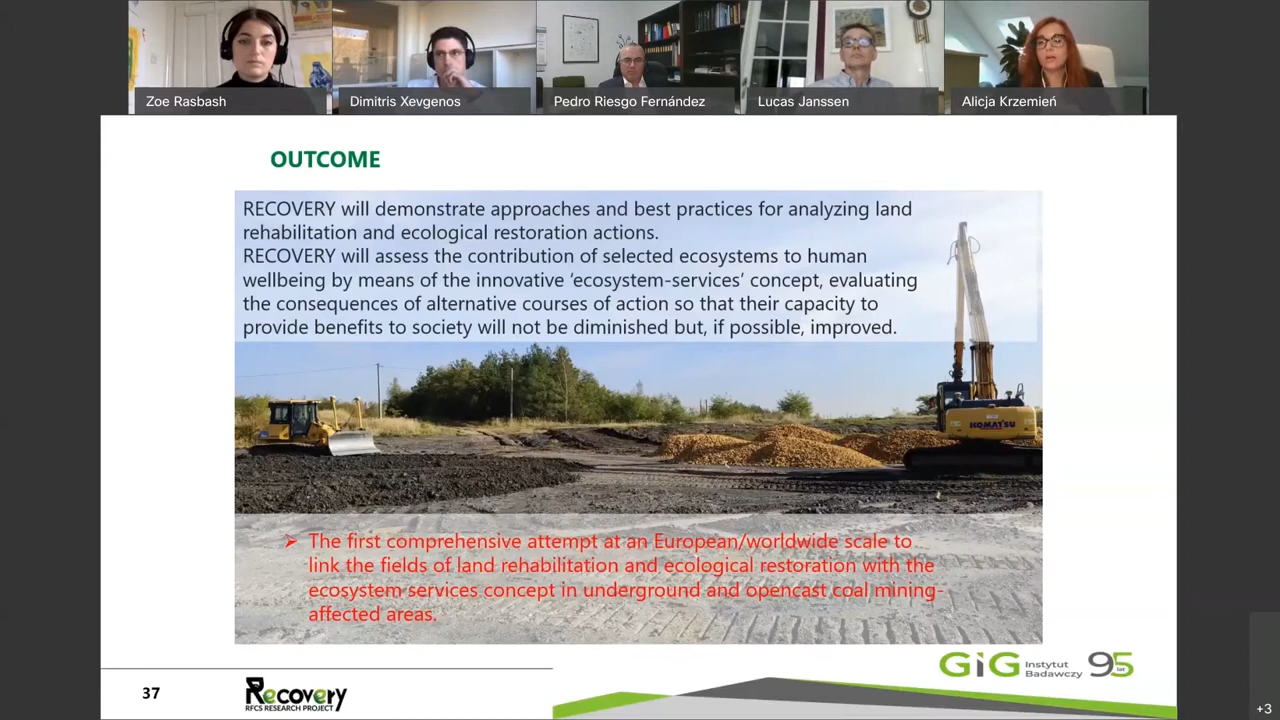 Zoe Rasbash
Dimitris Xevgenos
Pedro Riesgo Fernández
Lucas Janssen
Alicja Krzemień
OUTCOME
RECOVERY will demonstrate approaches and best practices for analyzing land
rehabilitation and ecological restoration actions.
RECOVERY will assess the contribution of selected ecosystems to human
wellbeing by means of the innovative ‘ecosystem-services’ concept, evaluating
the consequences of alternative courses of action so that their capacity to
provide benefits to society will not be diminished but, if possible, improved.
KOMATSU
➢ The first comprehensive attempt at an European/worldwide scale to
link the fields of land rehabilitation and ecological restoration with the
ecosystem services concept in underground and opencast coal mining-
affected areas.
37
Recovery
RFCS RESEARCH PROJECT
GiG Instytut
Badawczy
95
lat
+3